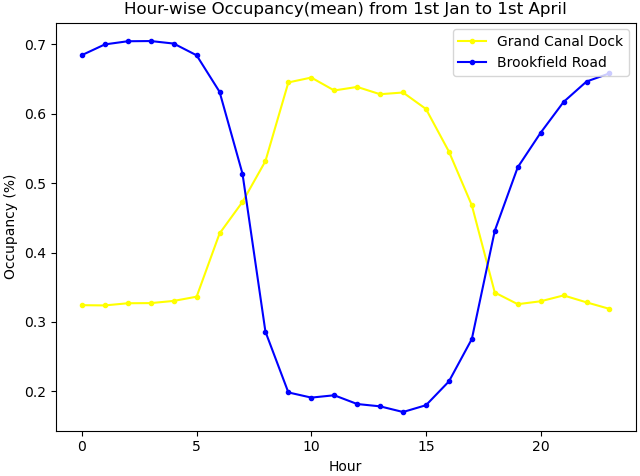 Hour-wise Occupancy(mean) from 1st Jan to 1st April
Grand Canal Dock
Brookfield Road
Occupancy (%)
0.7
0.6
0.5
0.4
0.3
0.2
0 5 10 15 20
Hour